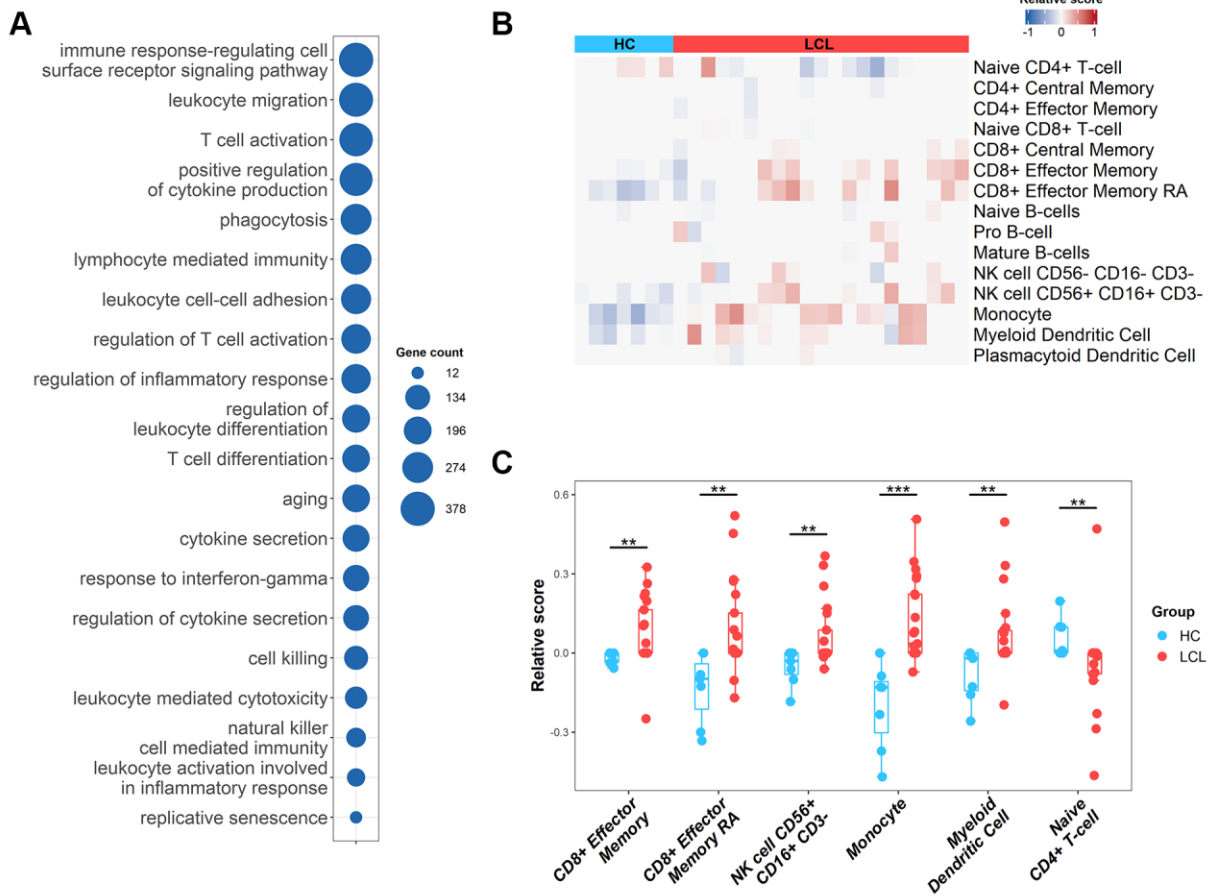 A
immune response-regulating cell
surface receptor signaling pathway
leukocyte migration
T cell activation
positive regulation
of cytokine production
phagocytosis
lymphocyte mediated immunity
leukocyte cell-cell adhesion
regulation of T cell activation
regulation of inflammatory response
regulation of
leukocyte differentiation
T cell differentiation
aging
cytokine secretion
response to interferon-gamma
regulation of cytokine secretion
cell killing
leukocyte mediated cytotoxicity
natural killer
cell mediated immunity
leukocyte activation involved
in inflammatory response
replicative senescence
Gene count
12
134
196
274
378
B
Relative score
-1 0 1
HC LCL
Naive CD4+ T-cell
CD4+ Central Memory
CD4+ Effector Memory
Naive CD8+ T-cell
CD8+ Central Memory
CD8+ Effector Memory
CD8+ Effector Memory RA
Naive B-cells
Pro B-cell
Mature B-cells
NK cell CD56- CD16- CD3-
NK cell CD56+ CD16+ CD3-
Monocyte
Myeloid Dendritic Cell
Plasmacytoid Dendritic Cell
C
Relative score
0.6
0.3
0.0
-0.3
** ** ** *** ** **
CD8+ Effector
Memory
CD8+ Effector
Memory RA
NK cell CD56+
CD16+ CD3-
Monocyte
Myeloid
Dendritic Cell
Naive
CD4+ T-cell
Group
HC
LCL